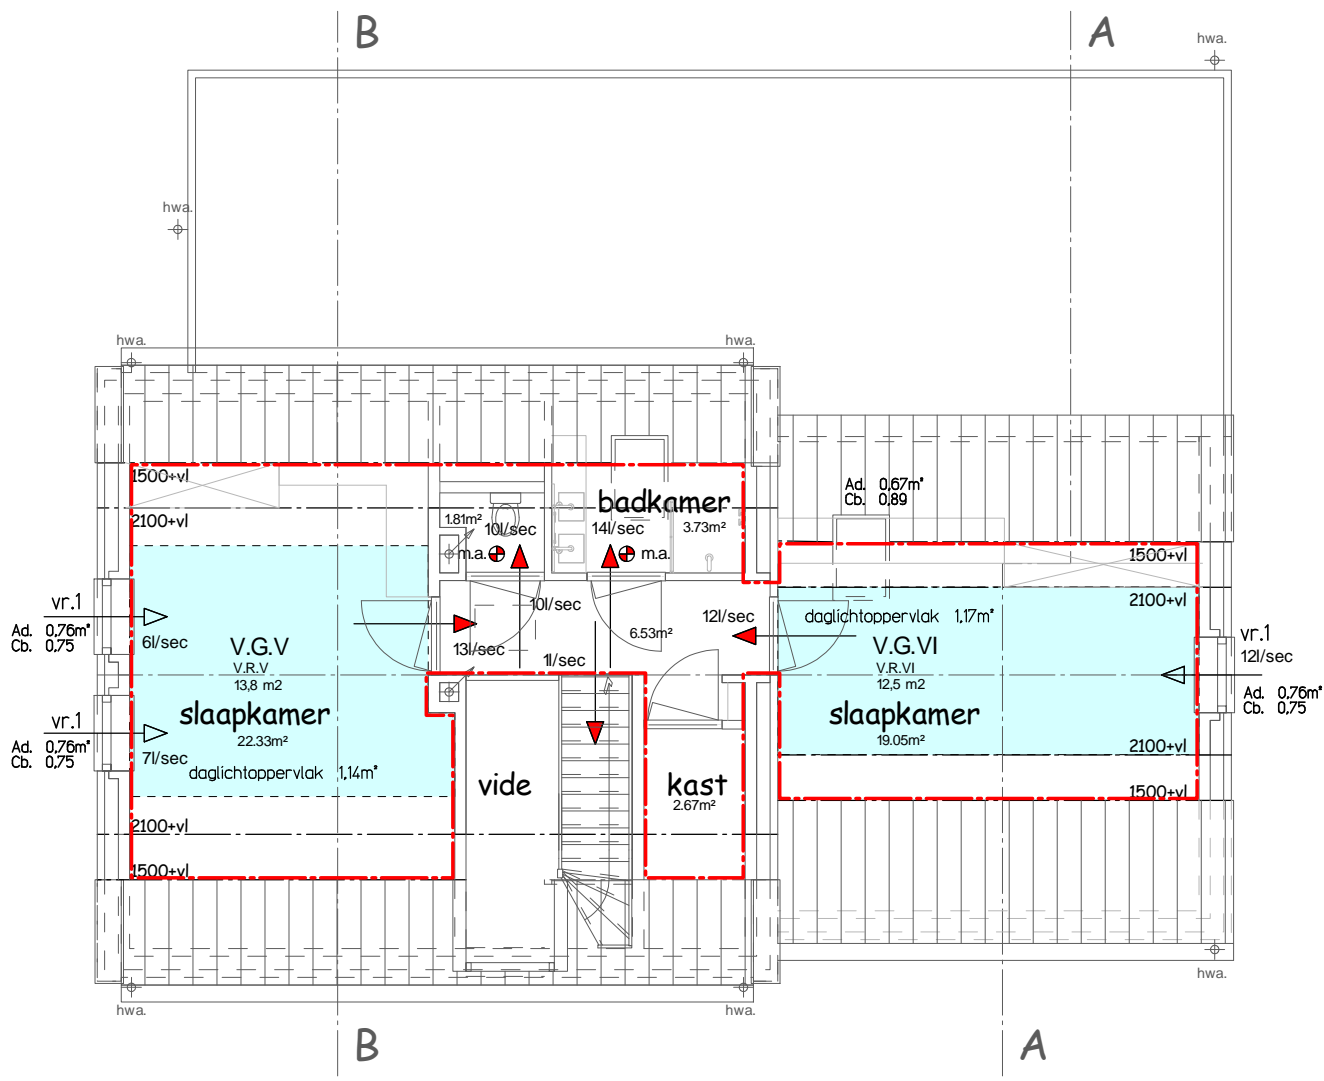 B
A
hwa.
hwa.
hwa.
hwa.
1500+vl
2100+vl
badkamer
1.81m²
10l/sec
14l/sec
3.73m²
m.a.
m.a.
Ad. 0,67m²
Cb. 0,89
1500+vl
2100+vl
vr.1
Ad. 0,76m²
Cb. 0,75
6l/sec
10l/sec
12l/sec
daglichtoppervlak 1,17m²
6.53m²
V.G.V
V.R.V
13,8 m2
13l/sec
1l/sec
V.G.VI
V.R.VI
12,5 m2
vr.1
12l/sec
Ad. 0,76m²
Cb. 0,75
slaapkamer
22.33m²
slaapkamer
19.05m²
vr.1
Ad. 0,76m²
Cb. 0,75
7l/sec
daglichtoppervlak 1,14m²
vide
kast
2.67m²
2100+vl
1500+vl
2100+vl
1500+vl
hwa.
hwa.
hwa.
B
A